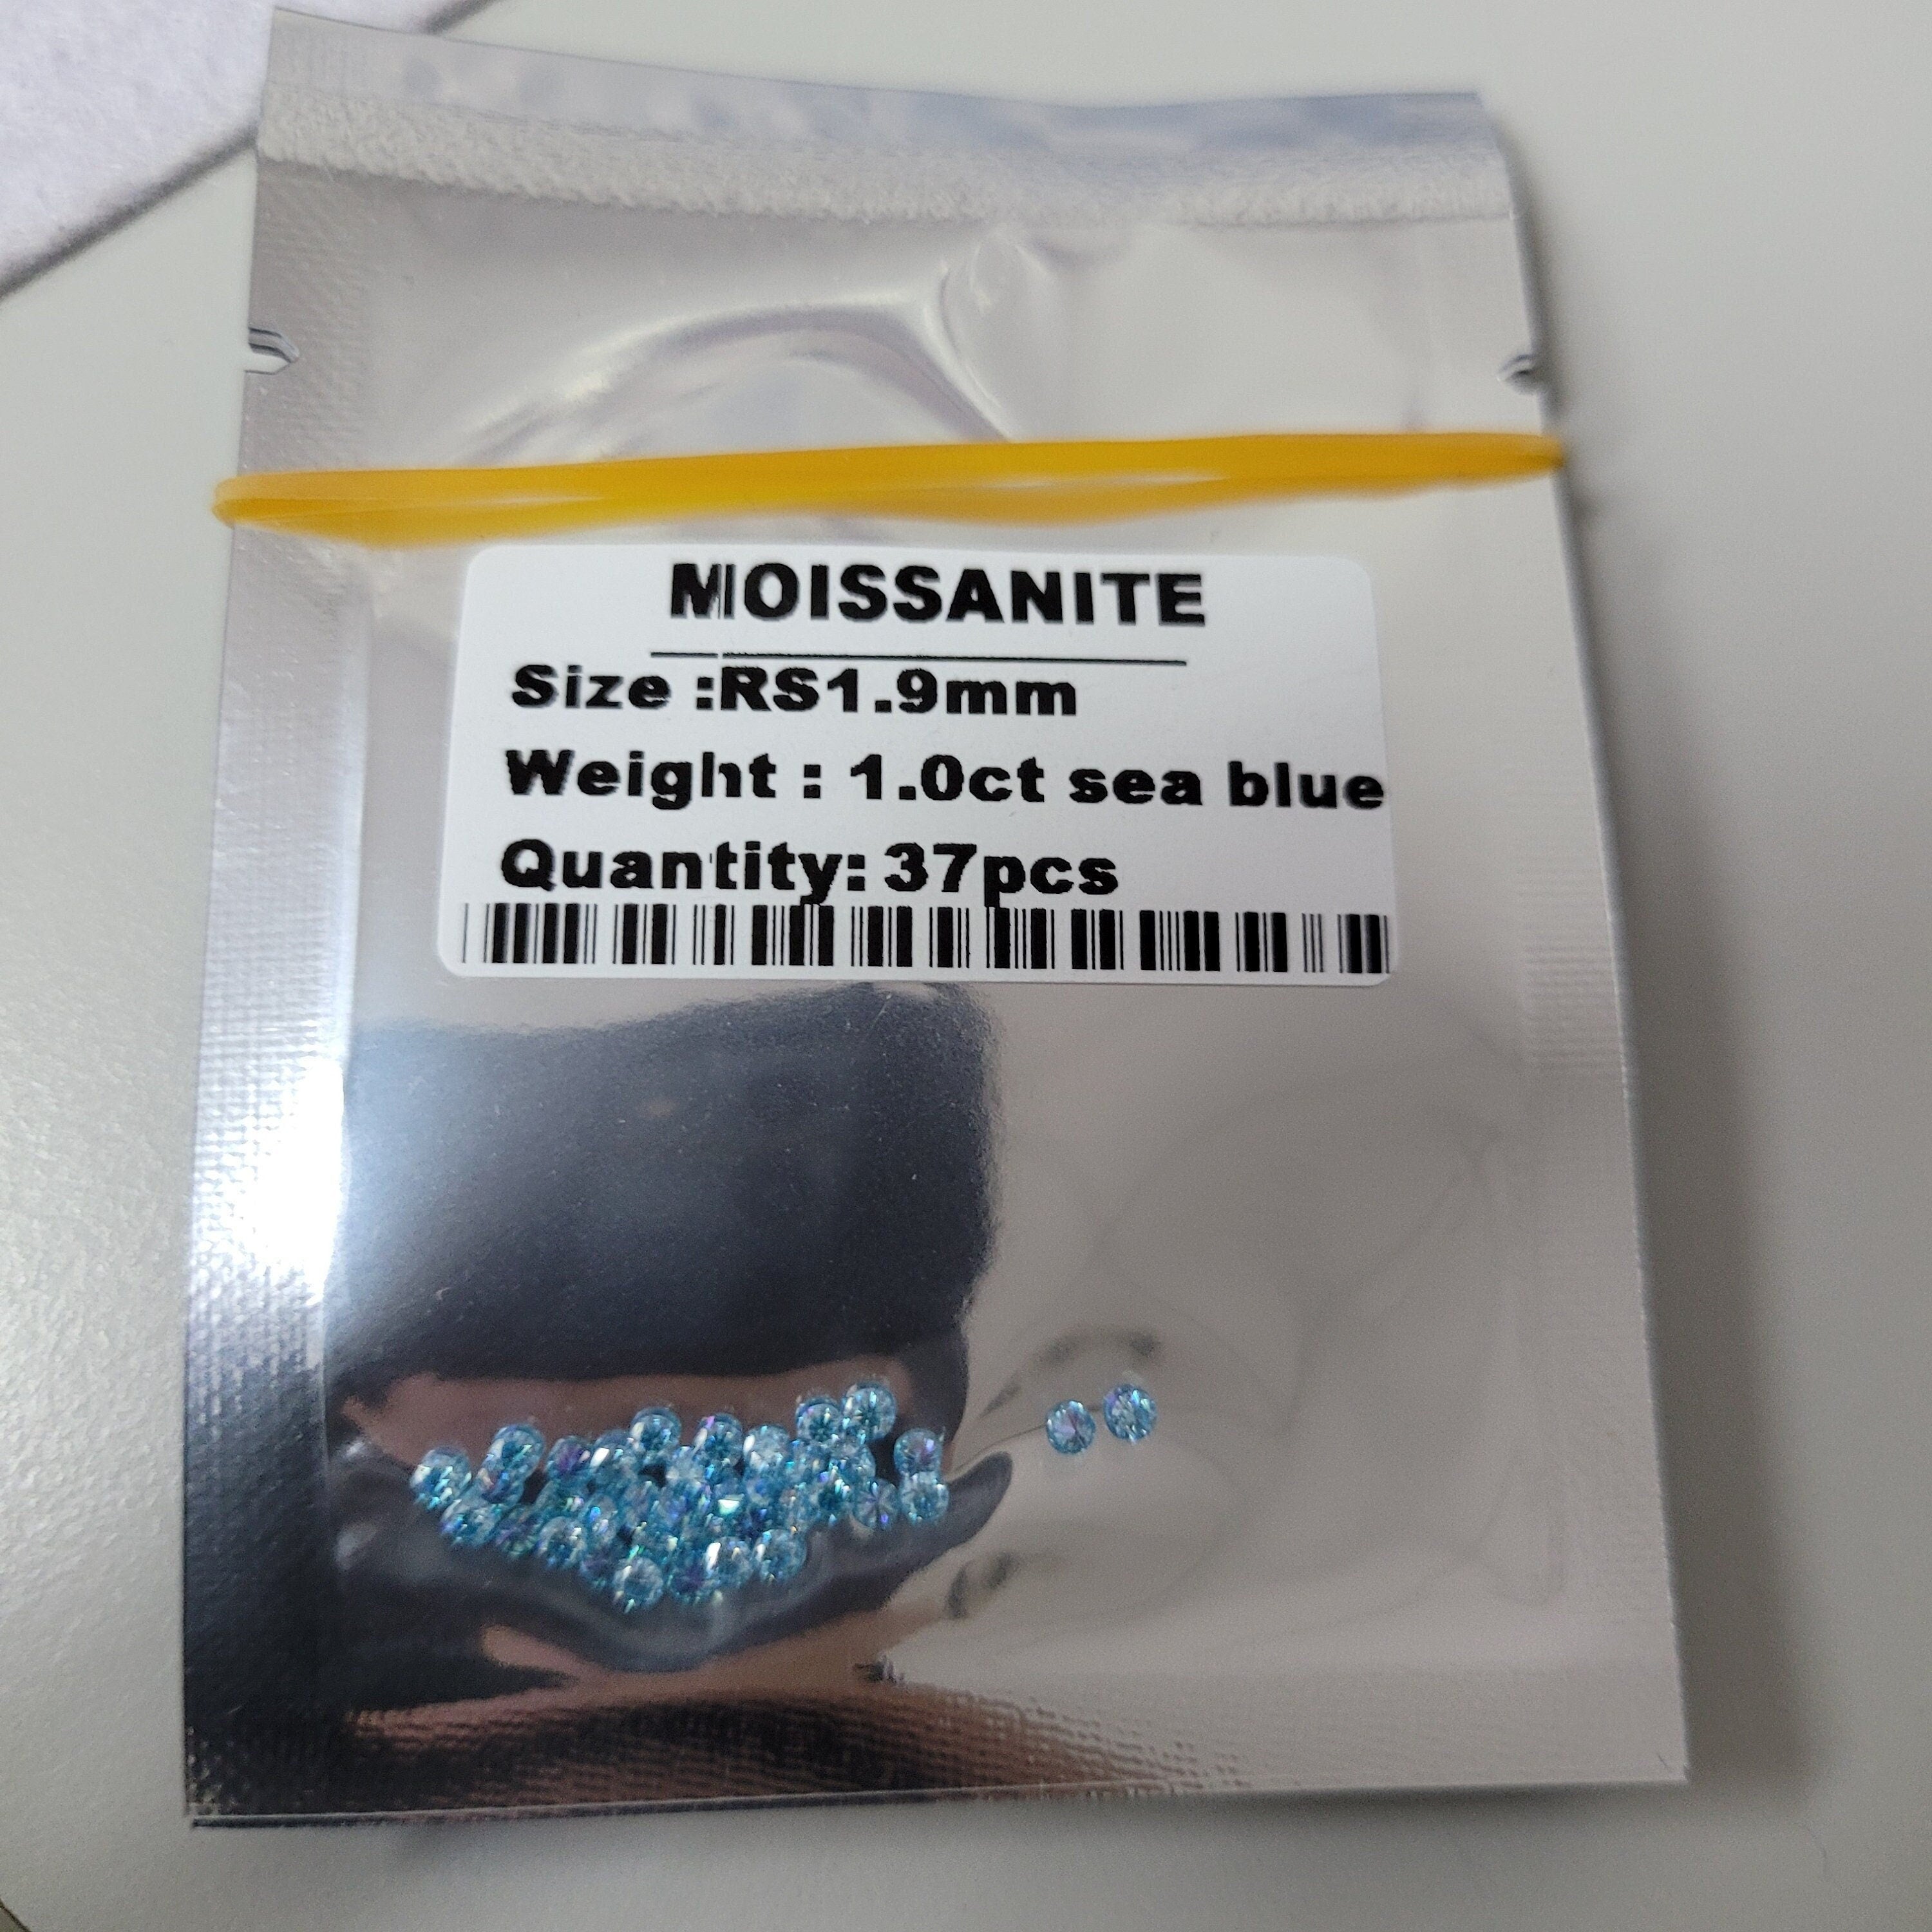 MOISSANITE
Size :RS1.9mm
Weight : 1.0ct sea blue
Quantity: 37pcs